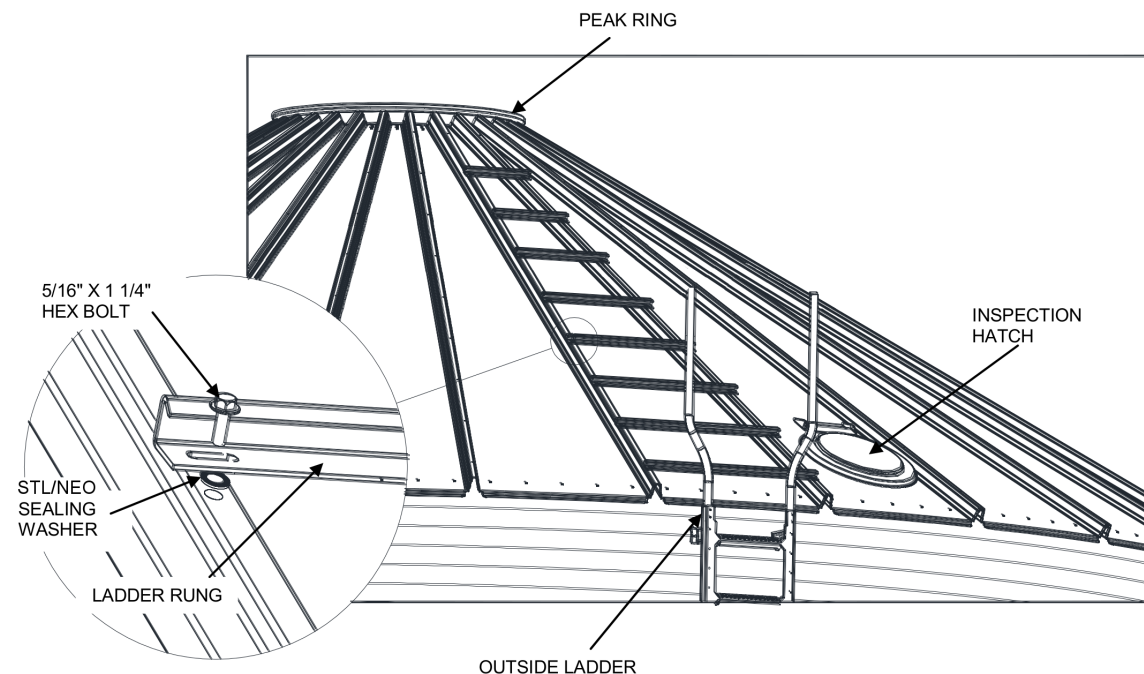 PEAK RING
5/16" X 1 1/4"
HEX BOLT
INSPECTION
HATCH
STL/NEO
SEALING
WASHER
LADDER RUNG
OUTSIDE LADDER